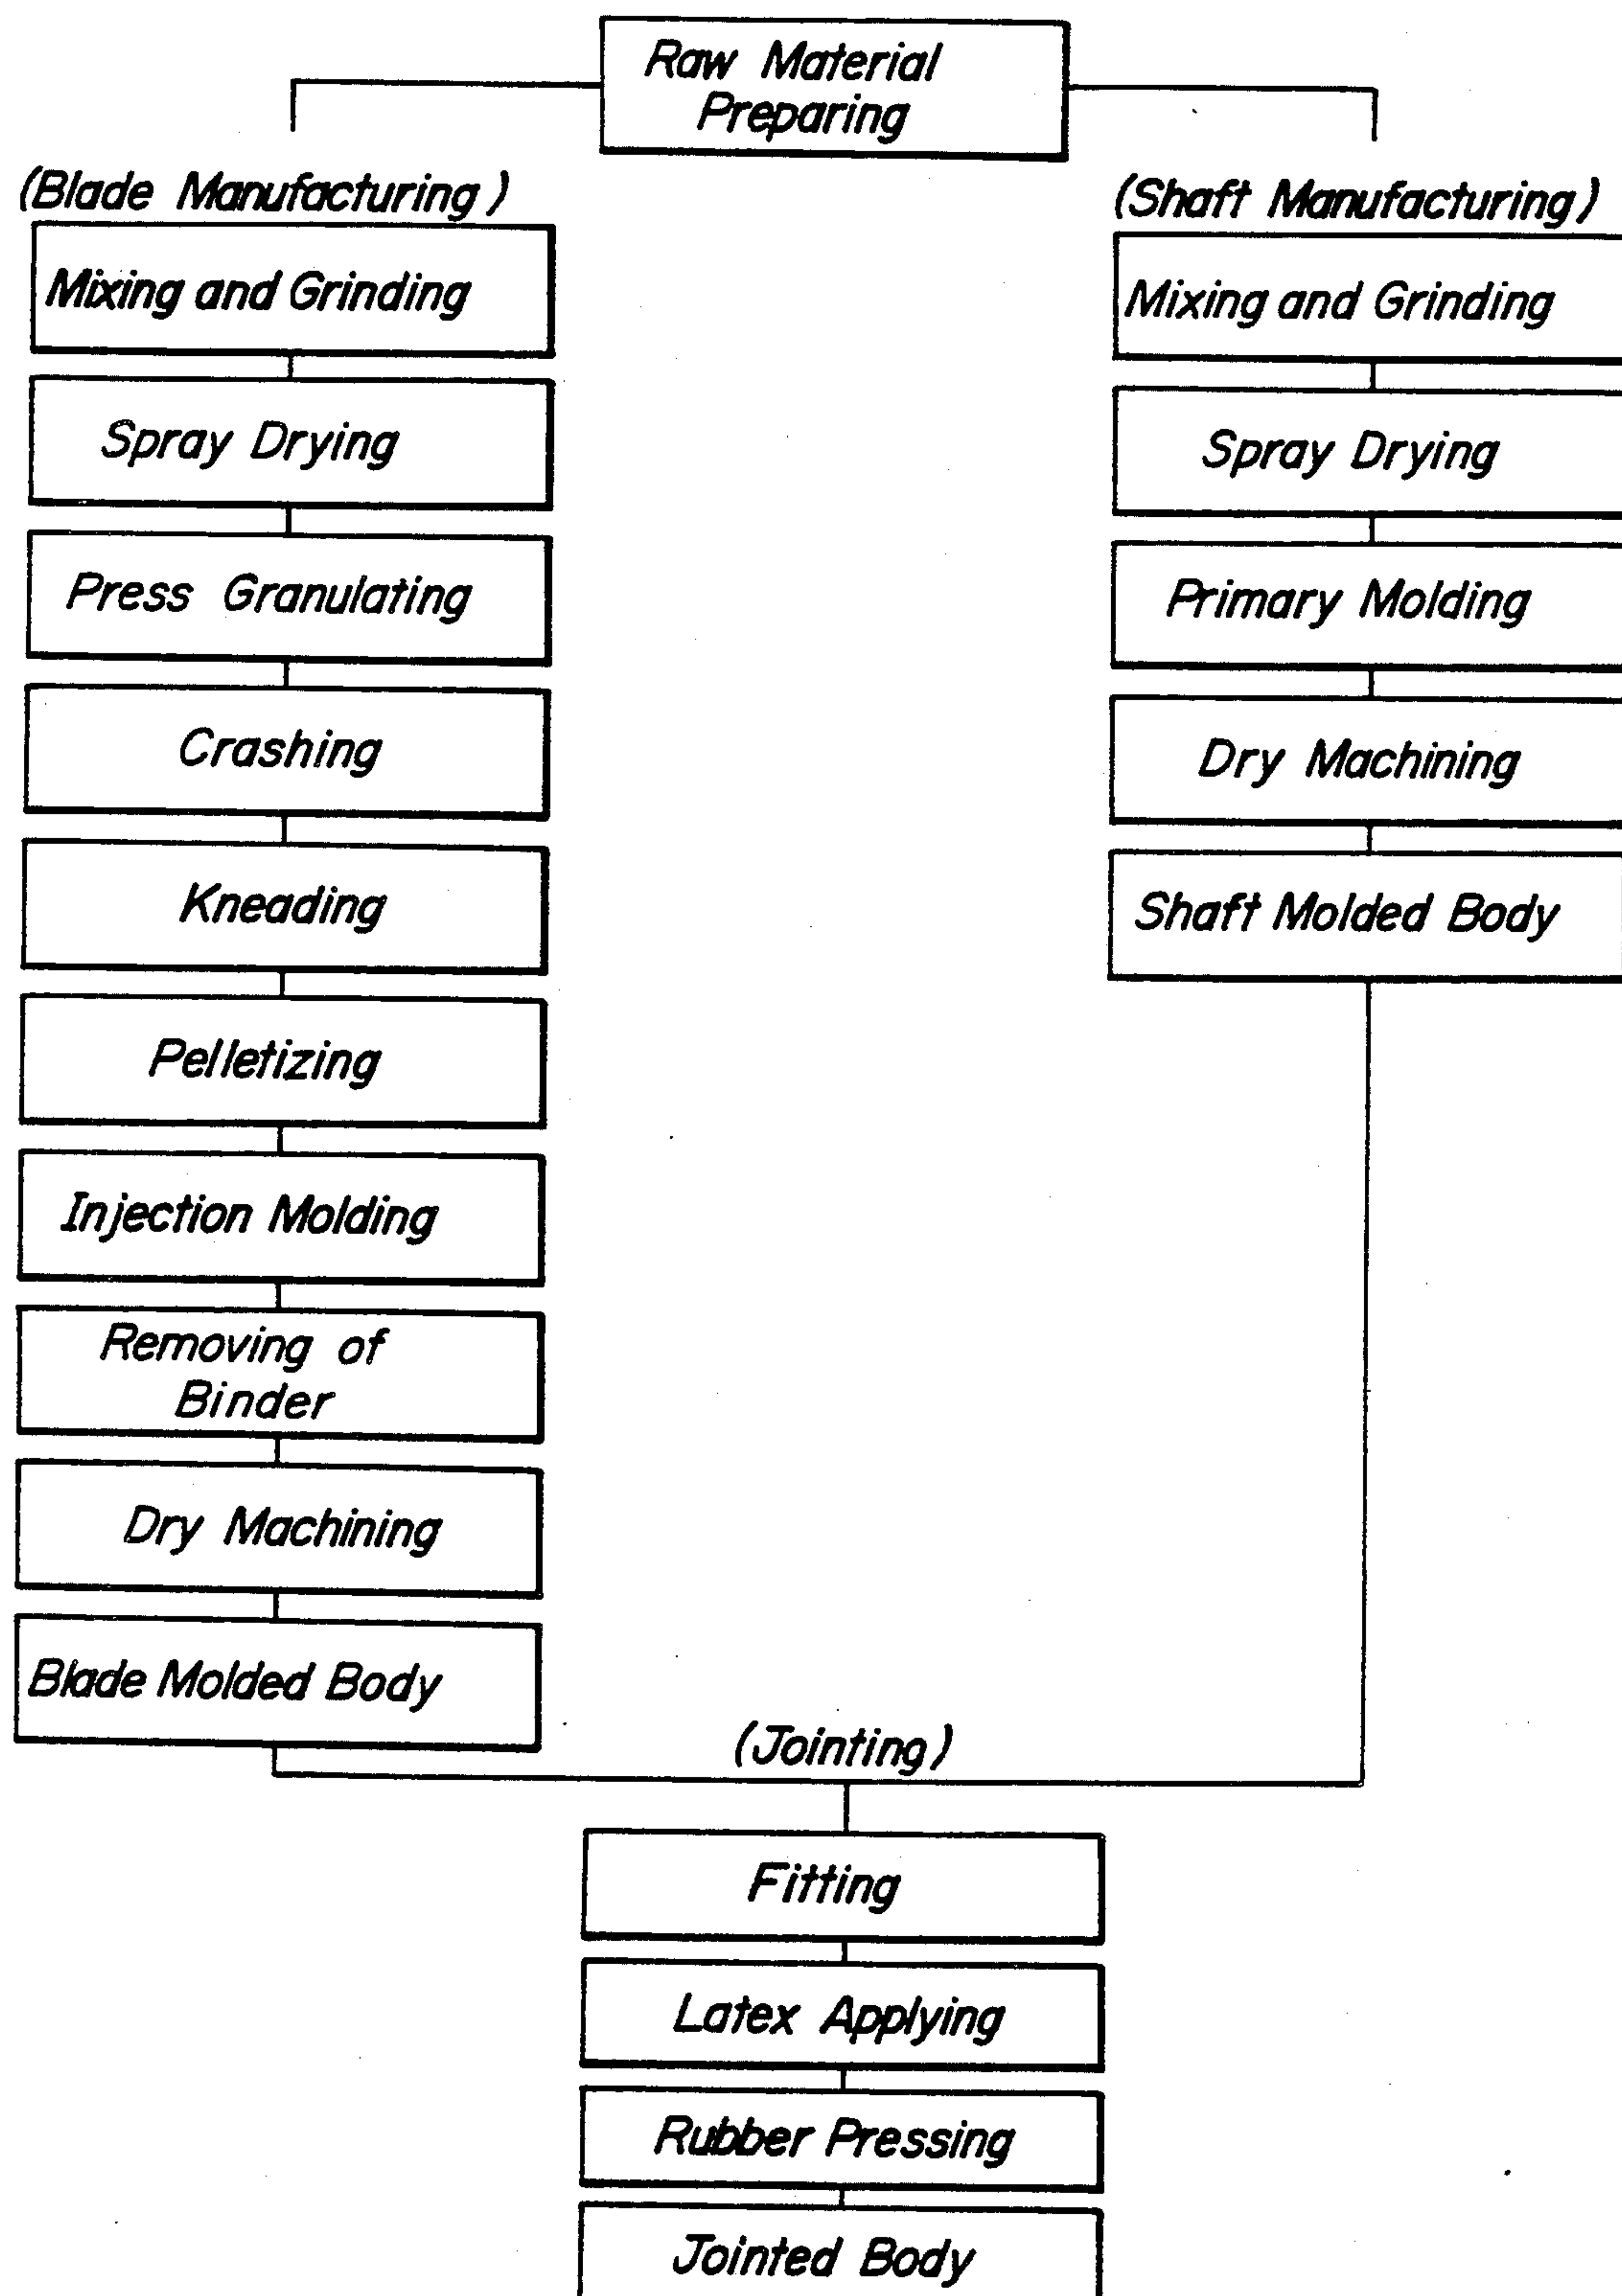 Raw Material
Preparing
(Blade Manufacturing)
Mixing and Grinding
Spray Drying
Press Granulating
Crashing
Kneading
Pelletizing
Injection Molding
Removing of
Binder
Dry Machining
Blade Molded Body
(Shaft Manufacturing)
Mixing and Grinding
Spray Drying
Primary Molding
Dry Machining
Shaft Molded Body
(Jointing)
Fitting
Latex Applying
Rubber Pressing
Jointed Body